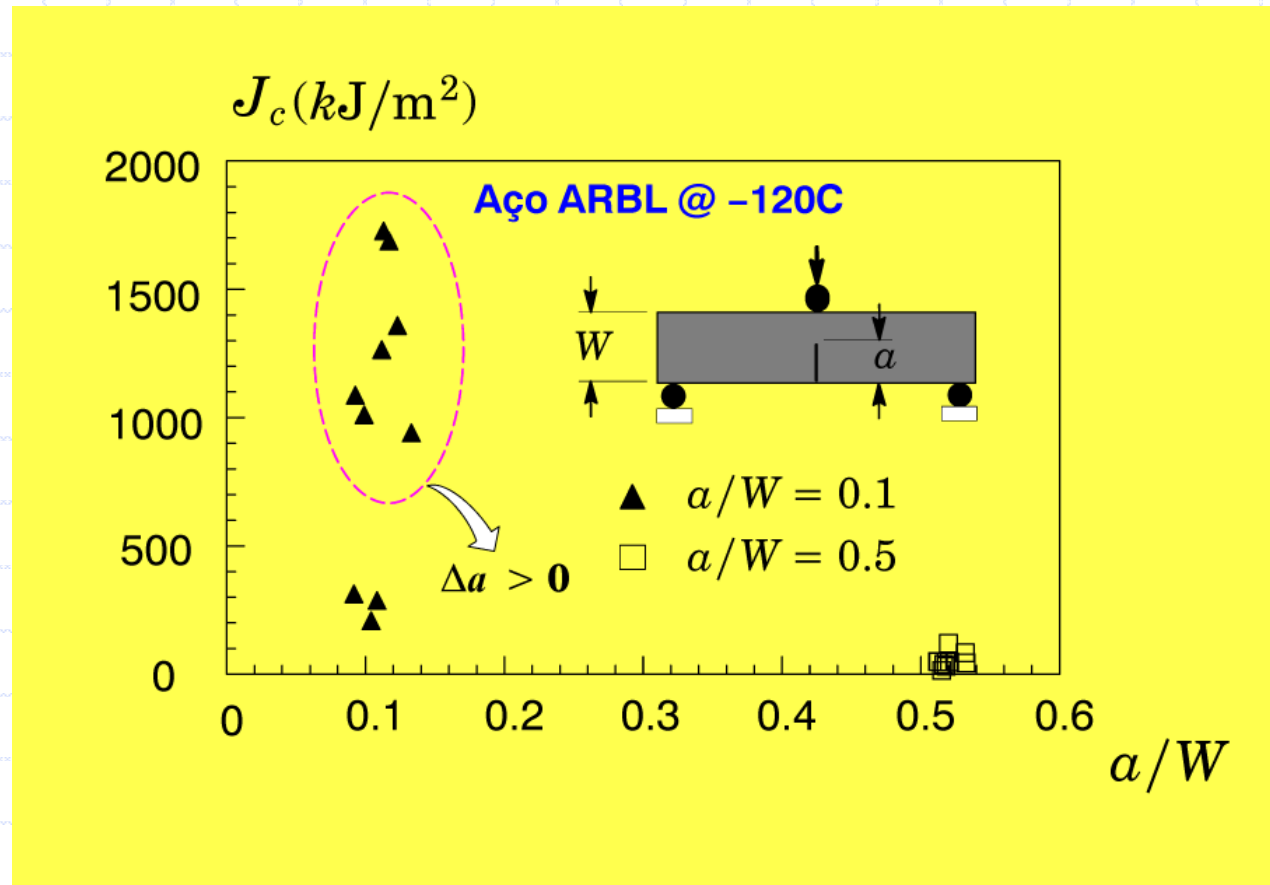 J_c (kJ/m²)
2000
Aço ARBL @ −120C
1500
W
a
1000
a/W = 0.1
500
a/W = 0.5
Δa > 0
0
0 0.1 0.2 0.3 0.4 0.5 0.6
a/W